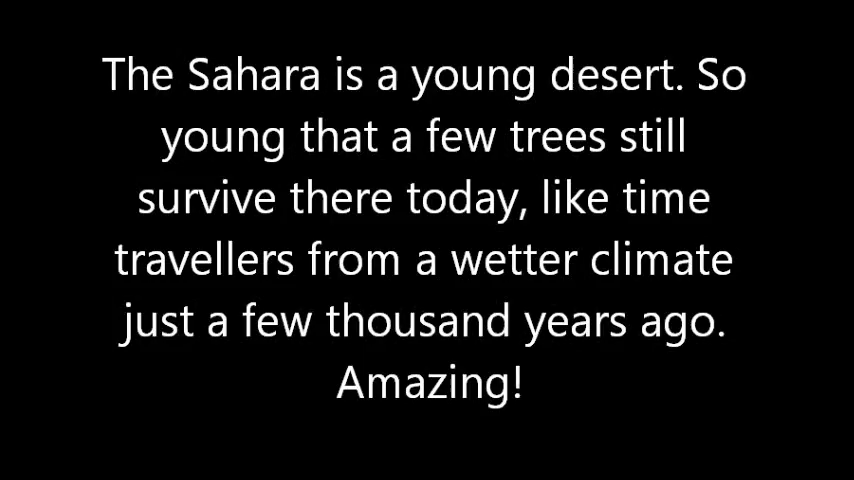 The Sahara is a young desert. So
young that a few trees still
survive there today, like time
travellers from a wetter climate
just a few thousand years ago.
Amazing!